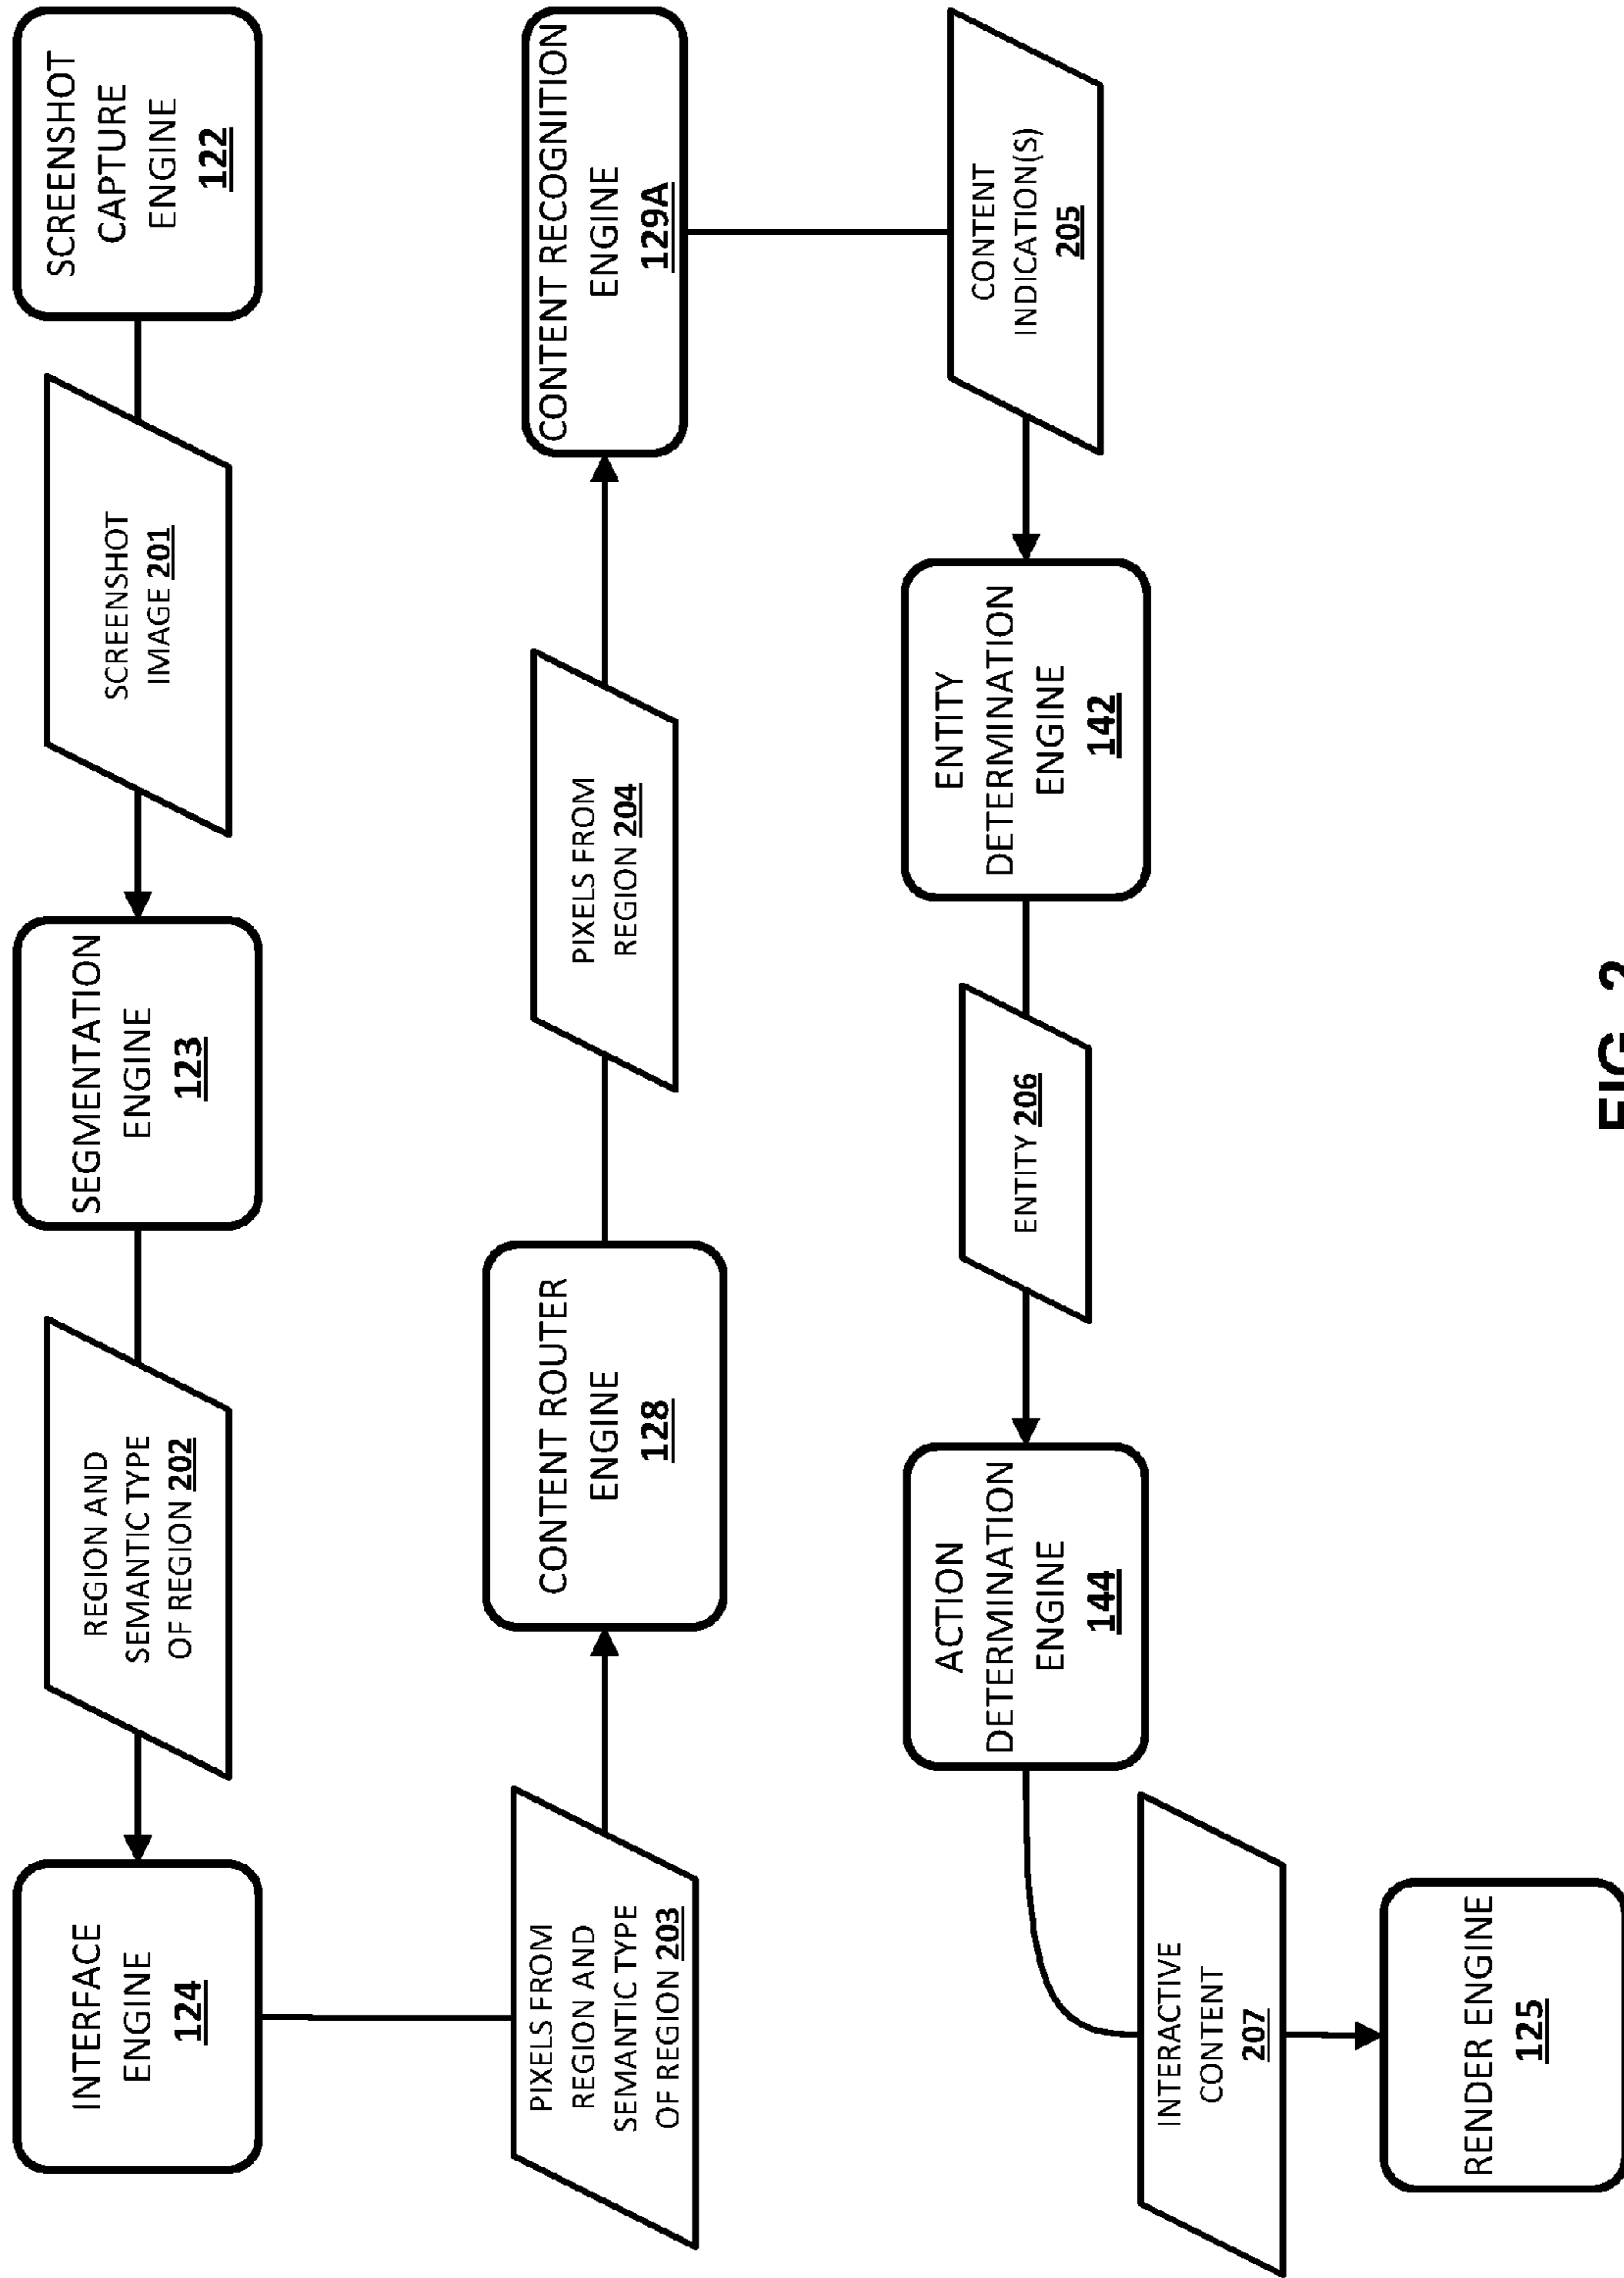 SCREENSHOT
CAPTURE
ENGINE
122
SCREENSHOT
IMAGE 201
SEGMENTATION
ENGINE
123
REGION AND
SEMANTIC TYPE
OF REGION 202
INTERFACE
ENGINE
124
PIXELS FROM
REGION AND
SEMANTIC TYPE
OF REGION 203
CONTENT ROUTER
ENGINE
128
PIXELS FROM
REGION 204
CONTENT RECOGNITION
ENGINE
129A
CONTENT
INDICATION(S)
205
ENTITY
DETERMINATION
ENGINE
142
ENTITY 206
ACTION
DETERMINATION
ENGINE
144
INTERACTIVE
CONTENT
207
RENDER ENGINE
125
FIG. 2